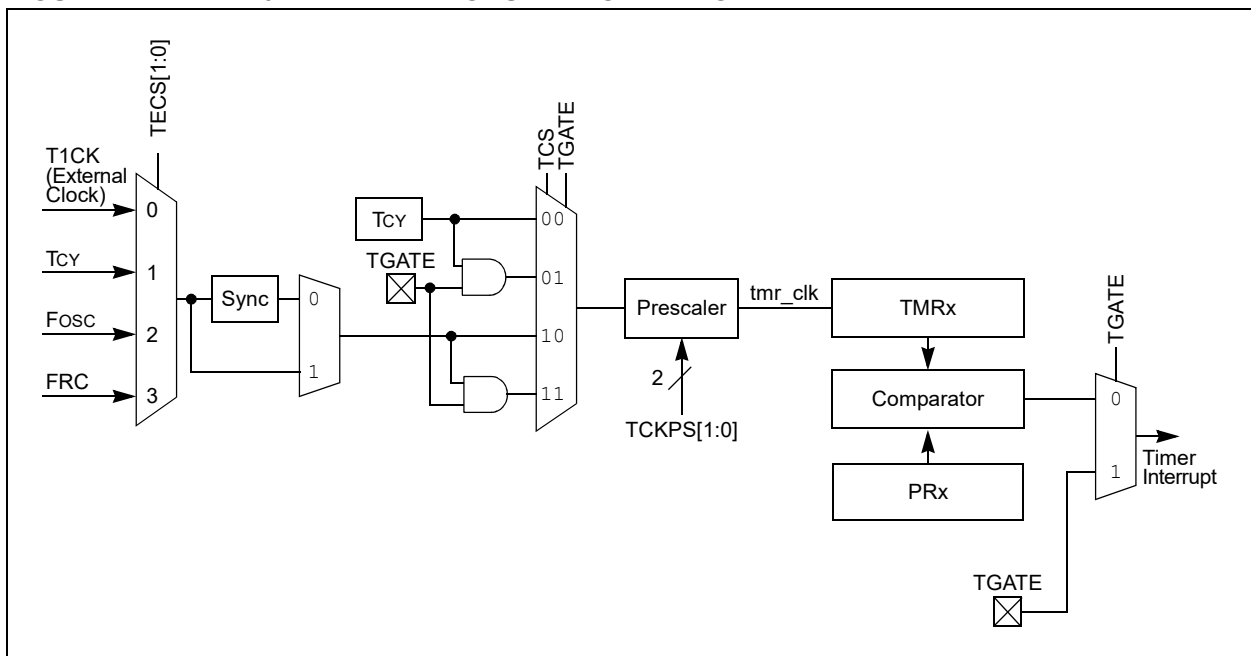 TECS[1:0]
T1CK
(External
Clock)
0
TCY
1
FOSC
2
FRC
3
Sync
0
1
TCY
TGATE
TCS
TGATE
00
01
10
11
Prescaler
2
TCKPS[1:0]
tmr_clk
TMRx
Comparator
PRx
TGATE
0
1
Timer
Interrupt
TGATE